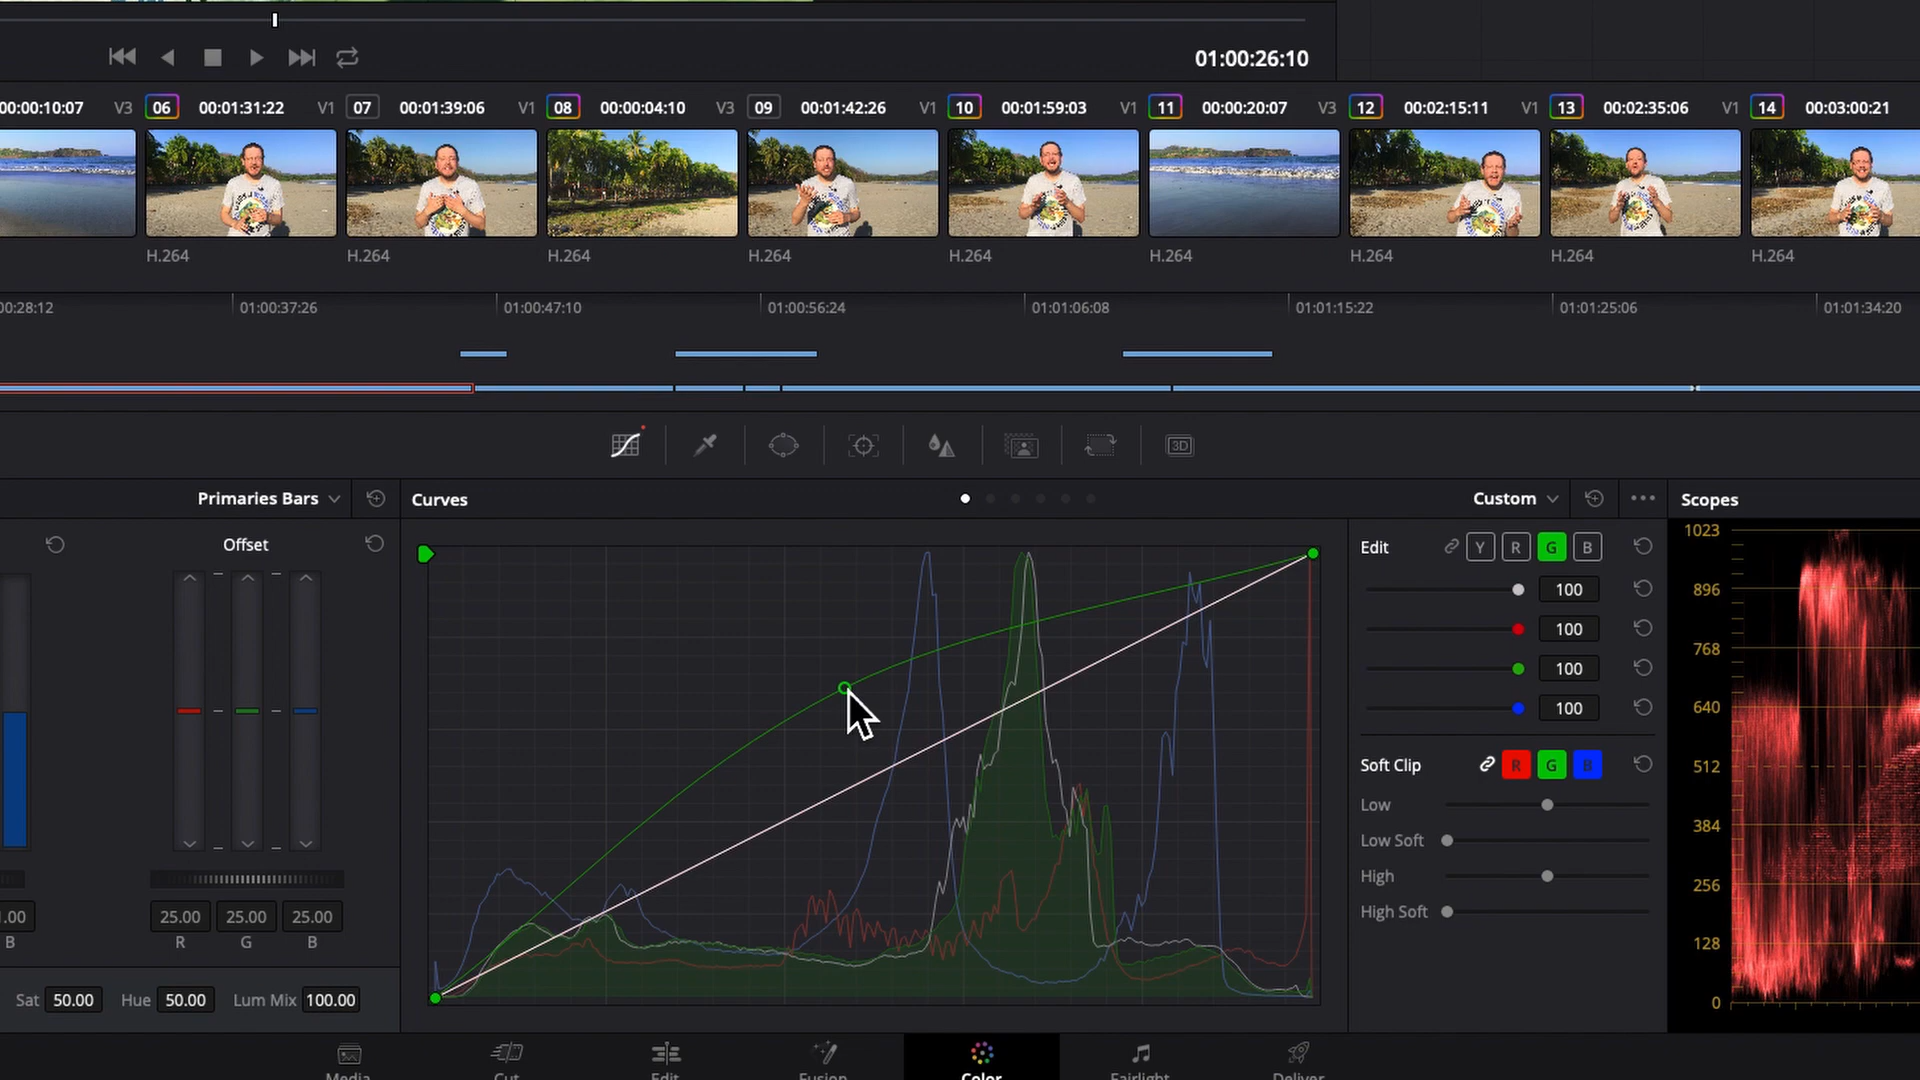 01:00:26:10
00:00:10:07 V3 06 00:01:31:22 V1 07 00:01:39:06 V1 08 00:00:04:10 V3 09 00:01:42:26 V1 10 00:01:59:03 V1 11 00:00:20:07 V3 12 00:02:15:11 V1 13 00:02:35:06 V1 14 00:03:00:21
H.264 H.264 H.264 H.264 H.264 H.264 H.264 H.264 H.264
00:28:12 01:00:37:26 01:00:47:10 01:00:56:24 01:01:06:08 01:01:15:22 01:01:25:06 01:01:34:20
3D
Primaries Bars Curves Custom Scopes
Offset
Edit Y R G B
100
100
100
100
Soft Clip R G B
Low
Low Soft
High
High Soft
1023
896
768
640
512
384
256
128
0
.00 25.00 25.00 25.00
B R G B
Sat 50.00 Hue 50.00 Lum Mix 100.00
Media Cut Edit Fusion Color Fairlight Deliver